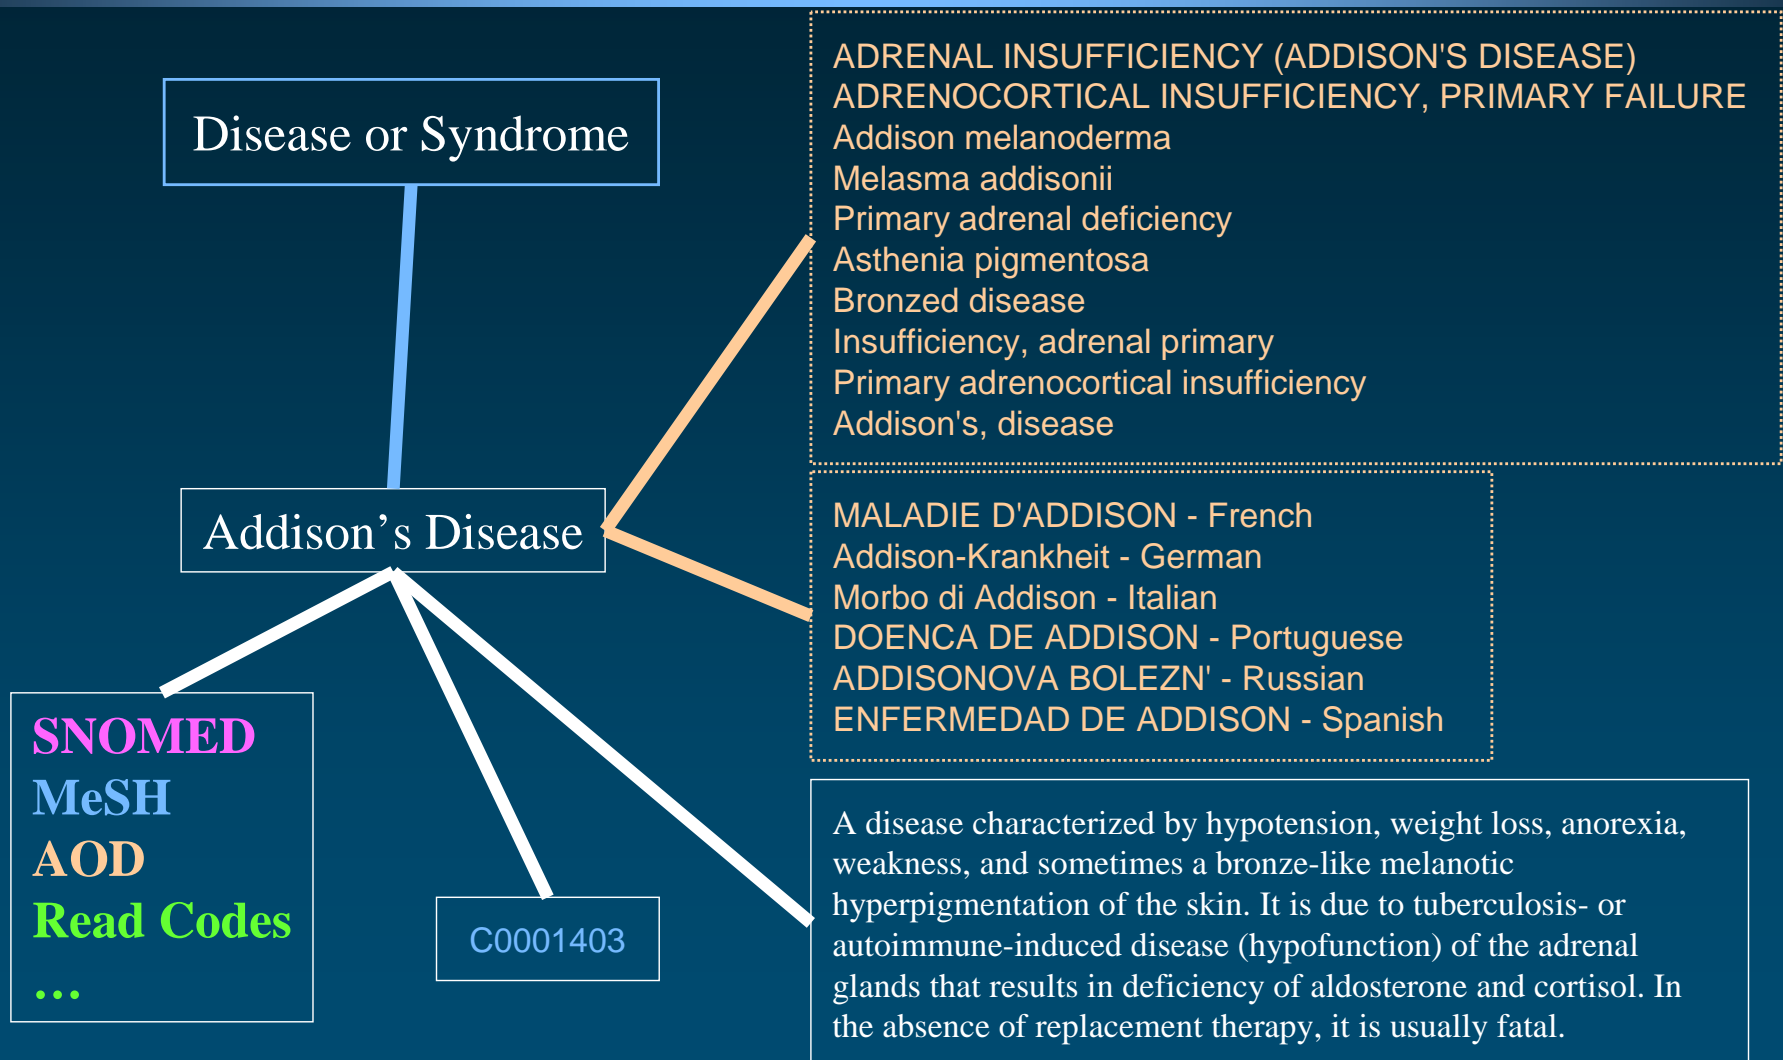 Disease or Syndrome
Addison’s Disease
ADRENAL INSUFFICIENCY (ADDISON'S DISEASE)
ADRENOCORTICAL INSUFFICIENCY, PRIMARY FAILURE
Addison melanoderma
Melasma addisonii
Primary adrenal deficiency
Asthenia pigmentosa
Bronzed disease
Insufficiency, adrenal primary
Primary adrenocortical insufficiency
Addison's, disease
MALADIE D'ADDISON - French
Addison-Krankheit - German
Morbo di Addison - Italian
DOENCA DE ADDISON - Portuguese
ADDISONOVA BOLEZN' - Russian
ENFERMEDAD DE ADDISON - Spanish
SNOMED
MeSH
AOD
Read Codes
…
C0001403
A disease characterized by hypotension, weight loss, anorexia,
weakness, and sometimes a bronze-like melanotic
hyperpigmentation of the skin. It is due to tuberculosis- or
autoimmune-induced disease (hypofunction) of the adrenal
glands that results in deficiency of aldosterone and cortisol. In
the absence of replacement therapy, it is usually fatal.